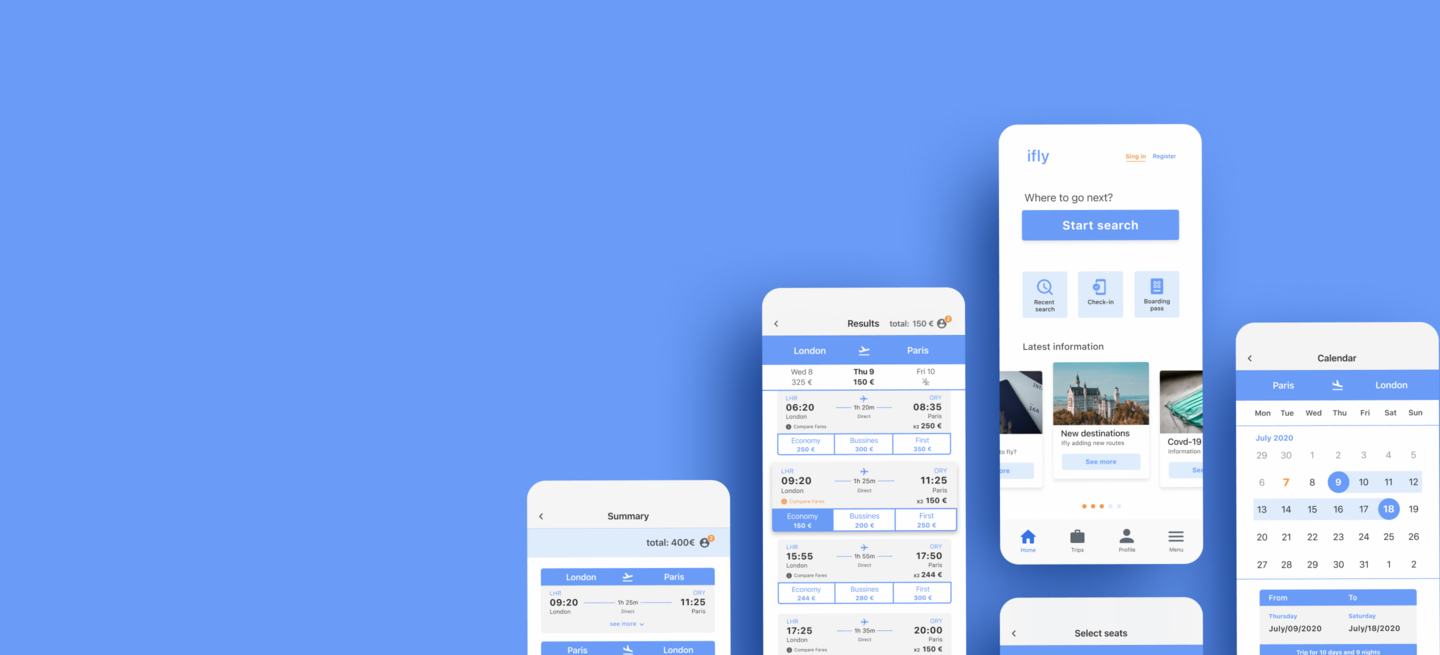 Summary
total: 400€
2
London Paris
LHR ORY
09:20 1h 25m 11:25
London Direct Paris
see more
Paris London
Results total: 150 €
2
London Paris
Wed 8 Thu 9 Fri 10
325 € 150 €
LHR ORY
06:20 1h 20m 08:35
London Direct Paris
Compare Fares x2 250 €
Economy Bussines First
250 € 300 € 350 €
LHR ORY
09:20 1h 25m 11:25
London Direct Paris
Compare Fares x2 150 €
Economy Bussines First
150 € 200 € 250 €
LHR ORY
15:55 1h 55m 17:50
London Direct Paris
Compare Fares x2 244 €
Economy Bussines First
244 € 280 € 300 €
LHR ORY
17:25 1h 35m 20:00
London Direct Paris
Compare Fares x2 150 €
ifly Sing in Register
Where to go next?
Start search
Recent search
Check-in
Boarding pass
Latest information
to fly?
ore
New destinations
Ifly adding new routes
See more
Covd-19
Information
Se
Home Trips Profile Menu
Select seats
Calendar
Paris London
Mon Tue Wed Thu Fri Sat Sun
July 2020
29 30 1 2 3 4 5
6 7 8 9 10 11 12
13 14 15 16 17 18 19
20 21 22 23 24 25 26
27 28 29 30 31 1 2
From To
Thursday Saturday
July/09/2020 July/18/2020
Trip for 10 days and 9 nights